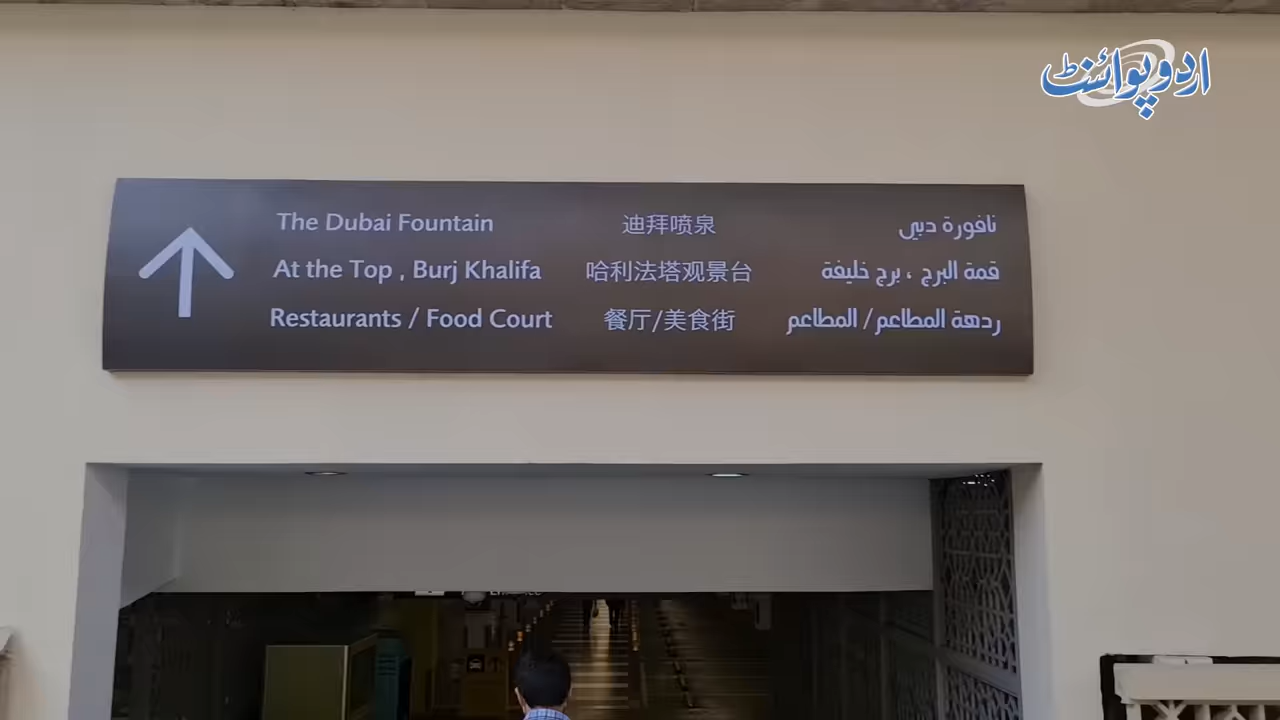 اردو پوائنٹ
The Dubai Fountain 迪拜喷泉 نافورة دبي
At the Top , Burj Khalifa 哈利法塔观景台 قمة البرج ، برج خليفة
Restaurants / Food Court 餐厅/美食街 ردهة المطاعم/ المطاعم